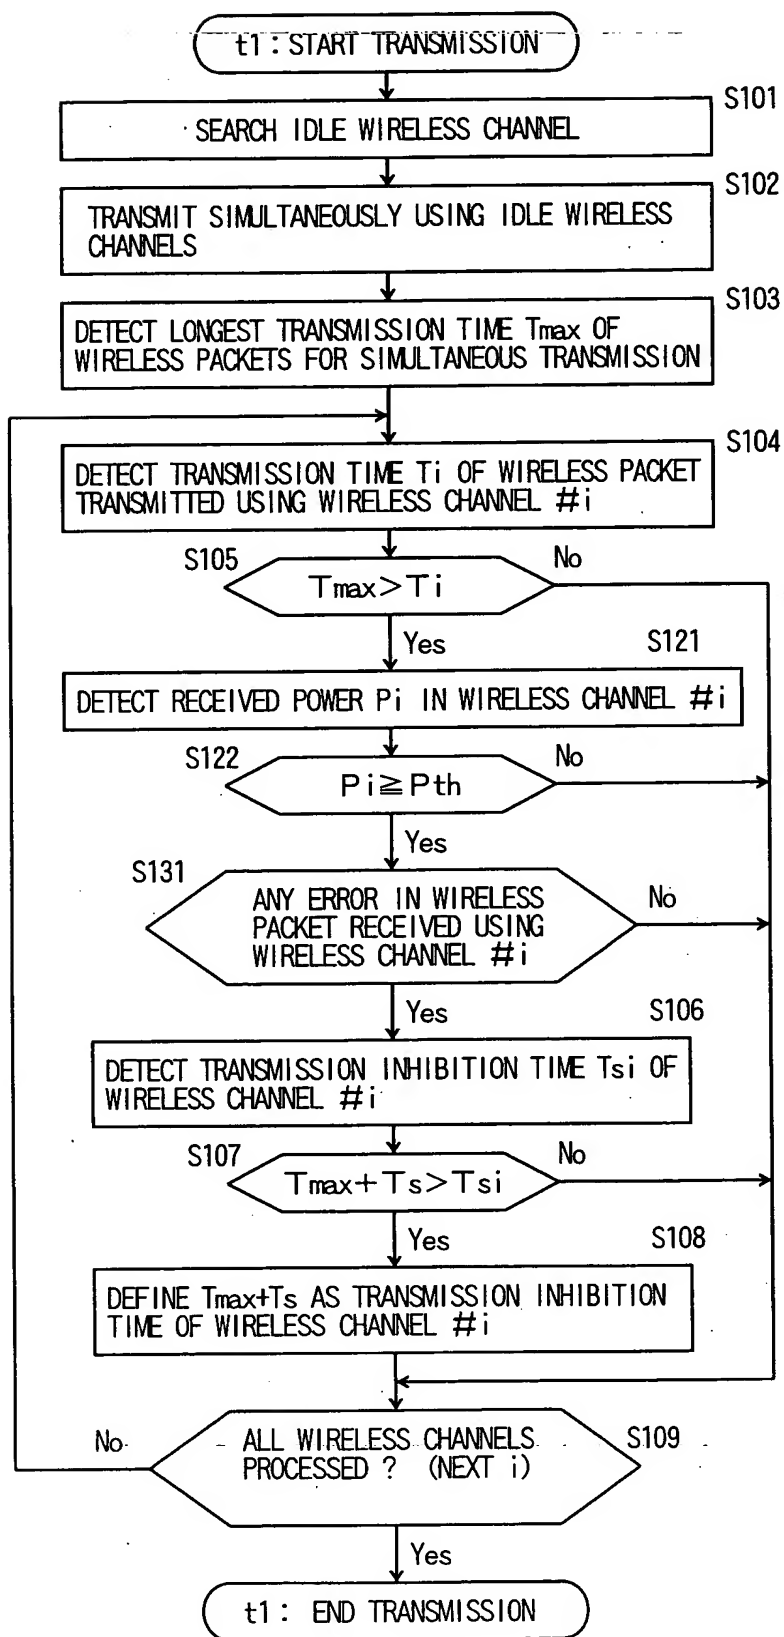 t1 : START TRANSMISSION
S101
SEARCH IDLE WIRELESS CHANNEL
S102
TRANSMIT SIMULTANEOUSLY USING IDLE WIRELESS
CHANNELS
S103
DETECT LONGEST TRANSMISSION TIME Tmax OF
WIRELESS PACKETS FOR SIMULTANEOUS TRANSMISSION
S104
DETECT TRANSMISSION TIME Ti OF WIRELESS PACKET
TRANSMITTED USING WIRELESS CHANNEL #i
S105
No
Tmax>Ti
Yes
S121
DETECT RECEIVED POWER Pi IN WIRELESS CHANNEL #i
S122
No
Pi≧Pth
Yes
S131
ANY ERROR IN WIRELESS
PACKET RECEIVED USING
WIRELESS CHANNEL #i
No
Yes
S106
DETECT TRANSMISSION INHIBITION TIME Tsi OF
WIRELESS CHANNEL #i
S107
No
Tmax+Ts>Tsi
Yes
S108
DEFINE Tmax+Ts AS TRANSMISSION INHIBITION
TIME OF WIRELESS CHANNEL #i
No
ALL WIRELESS CHANNELS
PROCESSED ? (NEXT i)
S109
Yes
t1 : END TRANSMISSION